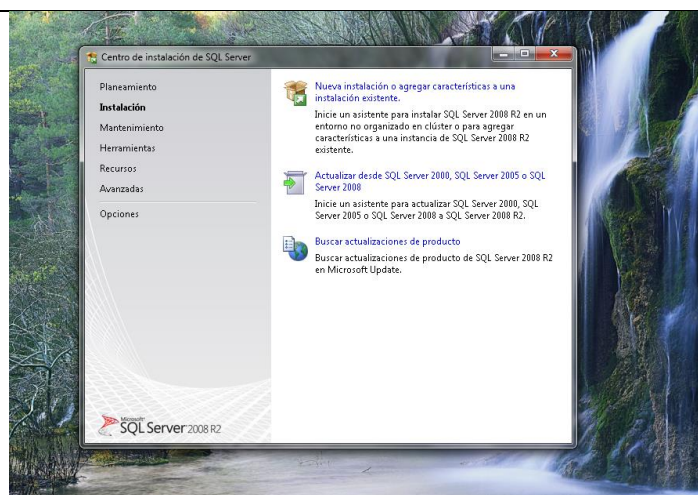 Centro de instalación de SQL Server
Planeamiento
Instalación
Mantenimiento
Herramientas
Recursos
Avanzadas
Opciones
Nueva instalación o agregar características a una
instalación existente.
Inicie un asistente para instalar SQL Server 2008 R2 en un
entorno no organizado en clúster o para agregar
características a una instancia de SQL Server 2008 R2
existente.
Actualizar desde SQL Server 2000, SQL Server 2005 o SQL
Server 2008
Inicie un asistente para actualizar SQL Server 2000, SQL
Server 2005 o SQL Server 2008 a SQL Server 2008 R2.
Buscar actualizaciones de producto
Buscar actualizaciones de producto de SQL Server 2008 R2
en Microsoft Update.
Microsoft
SQL Server 2008 R2